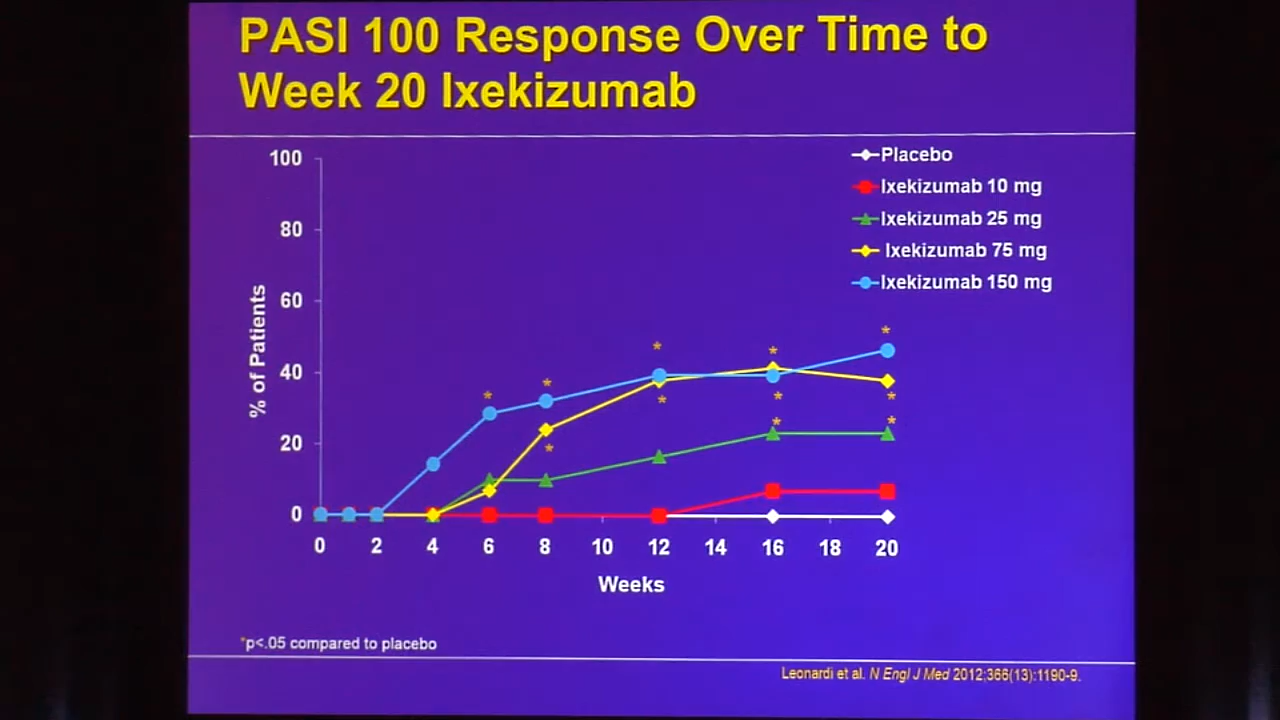 PASI 100 Response Over Time to
Week 20 Ixekizumab
100
80
60
40
20
0
% of Patients
Placebo
Ixekizumab 10 mg
Ixekizumab 25 mg
Ixekizumab 75 mg
Ixekizumab 150 mg
* * * * * * * * * * *
0 2 4 6 8 10 12 14 16 18 20
Weeks
*p<.05 compared to placebo
Leonardi et al. N Engl J Med 2012;366(13):1190-9.